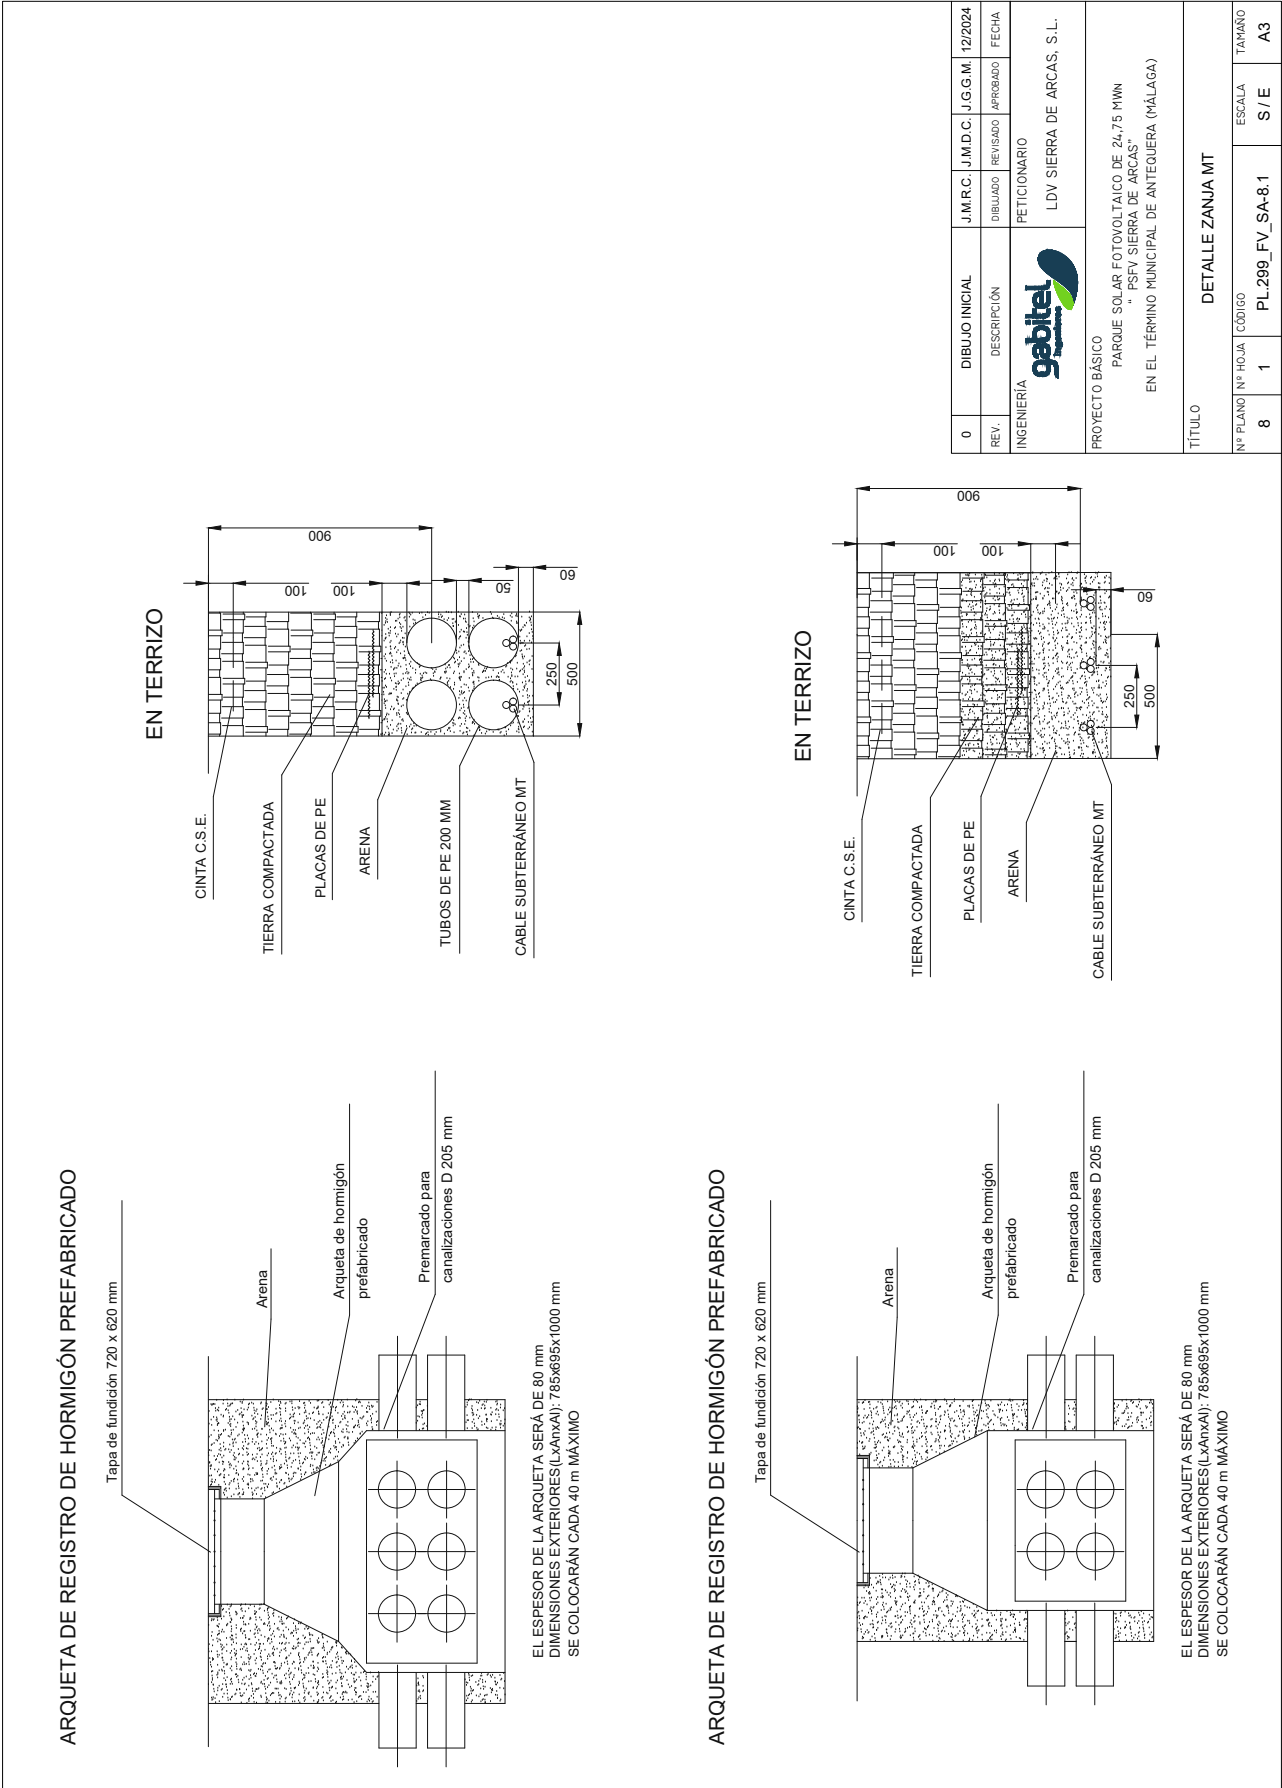 ARQUETA DE REGISTRO DE HORMIGÓN PREFABRICADO
Tapa de fundición 720 x 620 mm
Arena
Arqueta de hormigón
prefabricado
Premarcado para
canalizaciones D 205 mm
EL ESPESOR DE LA ARQUETA SERÁ DE 80 mm
DIMENSIONES EXTERIORES(LxAnxAl): 785x695x1000 mm
SE COLOCARÁN CADA 40 m MÁXIMO
EN TERRIZO
CINTA C.S.E.
TIERRA COMPACTADA
PLACAS DE PE
ARENA
TUBOS DE PE 200 MM
CABLE SUBTERRÁNEO MT
900
100
100
50
60
250
500
ARQUETA DE REGISTRO DE HORMIGÓN PREFABRICADO
Tapa de fundición 720 x 620 mm
Arena
Arqueta de hormigón
prefabricado
Premarcado para
canalizaciones D 205 mm
EL ESPESOR DE LA ARQUETA SERÁ DE 80 mm
DIMENSIONES EXTERIORES(LxAnxAl): 785x695x1000 mm
SE COLOCARÁN CADA 40 m MÁXIMO
EN TERRIZO
CINTA C.S.E.
TIERRA COMPACTADA
PLACAS DE PE
ARENA
CABLE SUBTERRÁNEO MT
900
100
100
60
250
500
0 DIBUJO INICIAL J.M.R.C. J.M.D.C. J.G.G.M. 12/2024
REV. DESCRIPCIÓN DIBUJADO REVISADO APROBADO FECHA
INGENIERÍA
gabitel
ingenieros
PETICIONARIO
LDV SIERRA DE ARCAS, S.L.
PROYECTO BÁSICO
PARQUE SOLAR FOTOVOLTAICO DE 24,75 MWN
" PSFV SIERRA DE ARCAS"
EN EL TÉRMINO MUNICIPAL DE ANTEQUERA (MÁLAGA)
TÍTULO
DETALLE ZANJA MT
Nº PLANO Nº HOJA CÓDIGO ESCALA TAMAÑO
8 1 PL.299_FV_SA-8.1 S / E A3